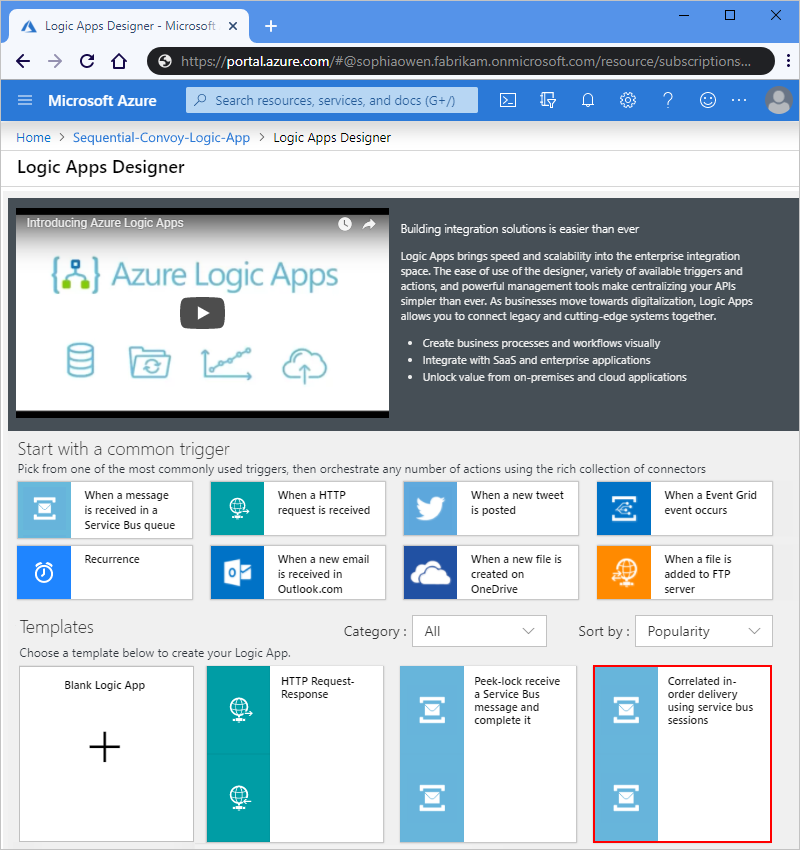 Logic Apps Designer - Microsoft
https://portal.azure.com/#@sophiaowen.fabrikam.onmicrosoft.com/resource/subscriptions...
Microsoft Azure
Search resources, services, and docs (G+/)
Home > Sequential-Convoy-Logic-App > Logic Apps Designer
Logic Apps Designer
Introducing Azure Logic Apps
Azure Logic Apps
Building integration solutions is easier than ever
Logic Apps brings speed and scalability into the enterprise integration
space. The ease of use of the designer, variety of available triggers and
actions, and powerful management tools make centralizing your APIs
simpler than ever. As businesses move towards digitalization, Logic Apps
allows you to connect legacy and cutting-edge systems together.
• Create business processes and workflows visually
• Integrate with SaaS and enterprise applications
• Unlock value from on-premises and cloud applications
Start with a common trigger
Pick from one of the most commonly used triggers, then orchestrate any number of actions using the rich collection of connectors
When a message
is received in a
Service Bus queue
When a HTTP
request is received
When a new tweet
is posted
When a Event Grid
event occurs
Recurrence
When a new email
is received in
Outlook.com
When a new file is
created on
OneDrive
When a file is
added to FTP
server
Templates
Category :
All
Sort by :
Popularity
Choose a template below to create your Logic App.
Blank Logic App
HTTP Request-
Response
Peek-lock receive
a Service Bus
message and
complete it
Correlated in-
order delivery
using service bus
sessions